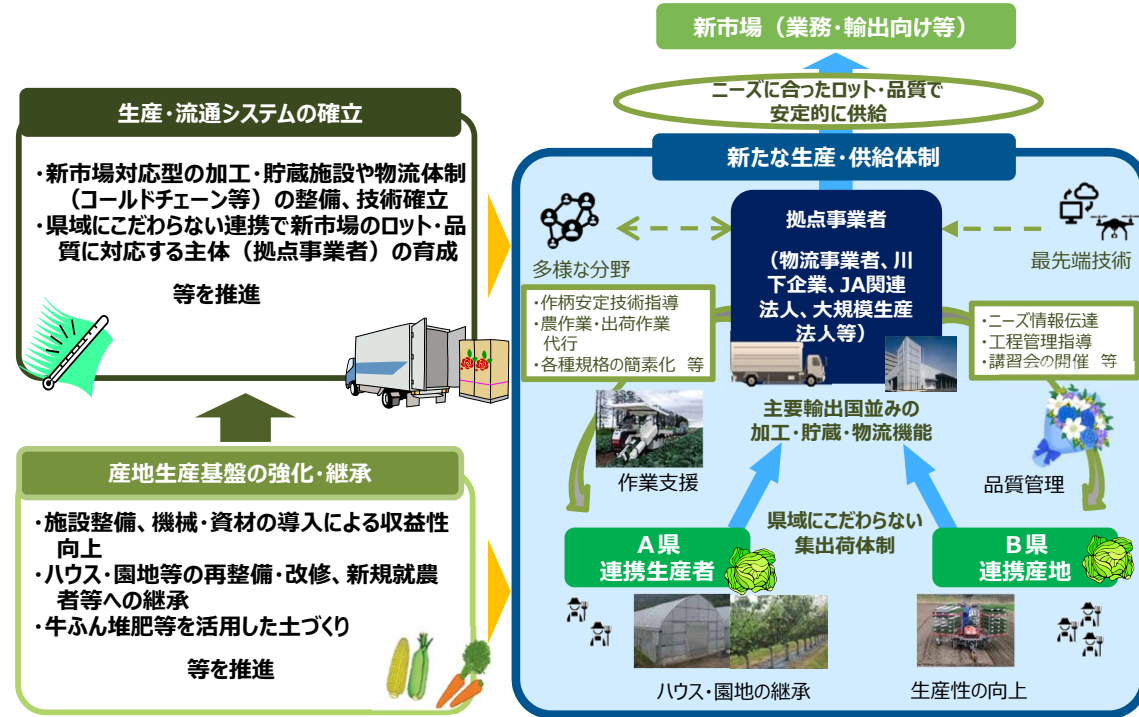 新市場（業務・輸出向け等）
ニーズに合ったロット・品質で
安定的に供給
生産・流通システムの確立
・新市場対応型の加工・貯蔵施設や物流体制
（コールドチェーン等）の整備、技術確立
・県域にこだわらない連携で新市場のロット・品
質に対応する主体（拠点事業者）の育成
等を推進
産地生産基盤の強化・継承
・施設整備、機械・資材の導入による収益性
向上
・ハウス・園地等の再整備・改修、新規就農
者等への継承
・牛ふん堆肥等を活用した土づくり
等を推進
新たな生産・供給体制
多様な分野
拠点事業者
（物流事業者、川
下企業、JA関連
法人、大規模生産
法人等）
最先端技術
・作柄安定技術指導
・農作業・出荷作業
代行
・各種規格の簡素化 等
・ニーズ情報伝達
・工程管理指導
・講習会の開催 等
主要輸出国並みの
加工・貯蔵・物流機能
作業支援
品質管理
県域にこだわらない
集出荷体制
A県
連携生産者
B県
連携産地
ハウス・園地の継承
生産性の向上